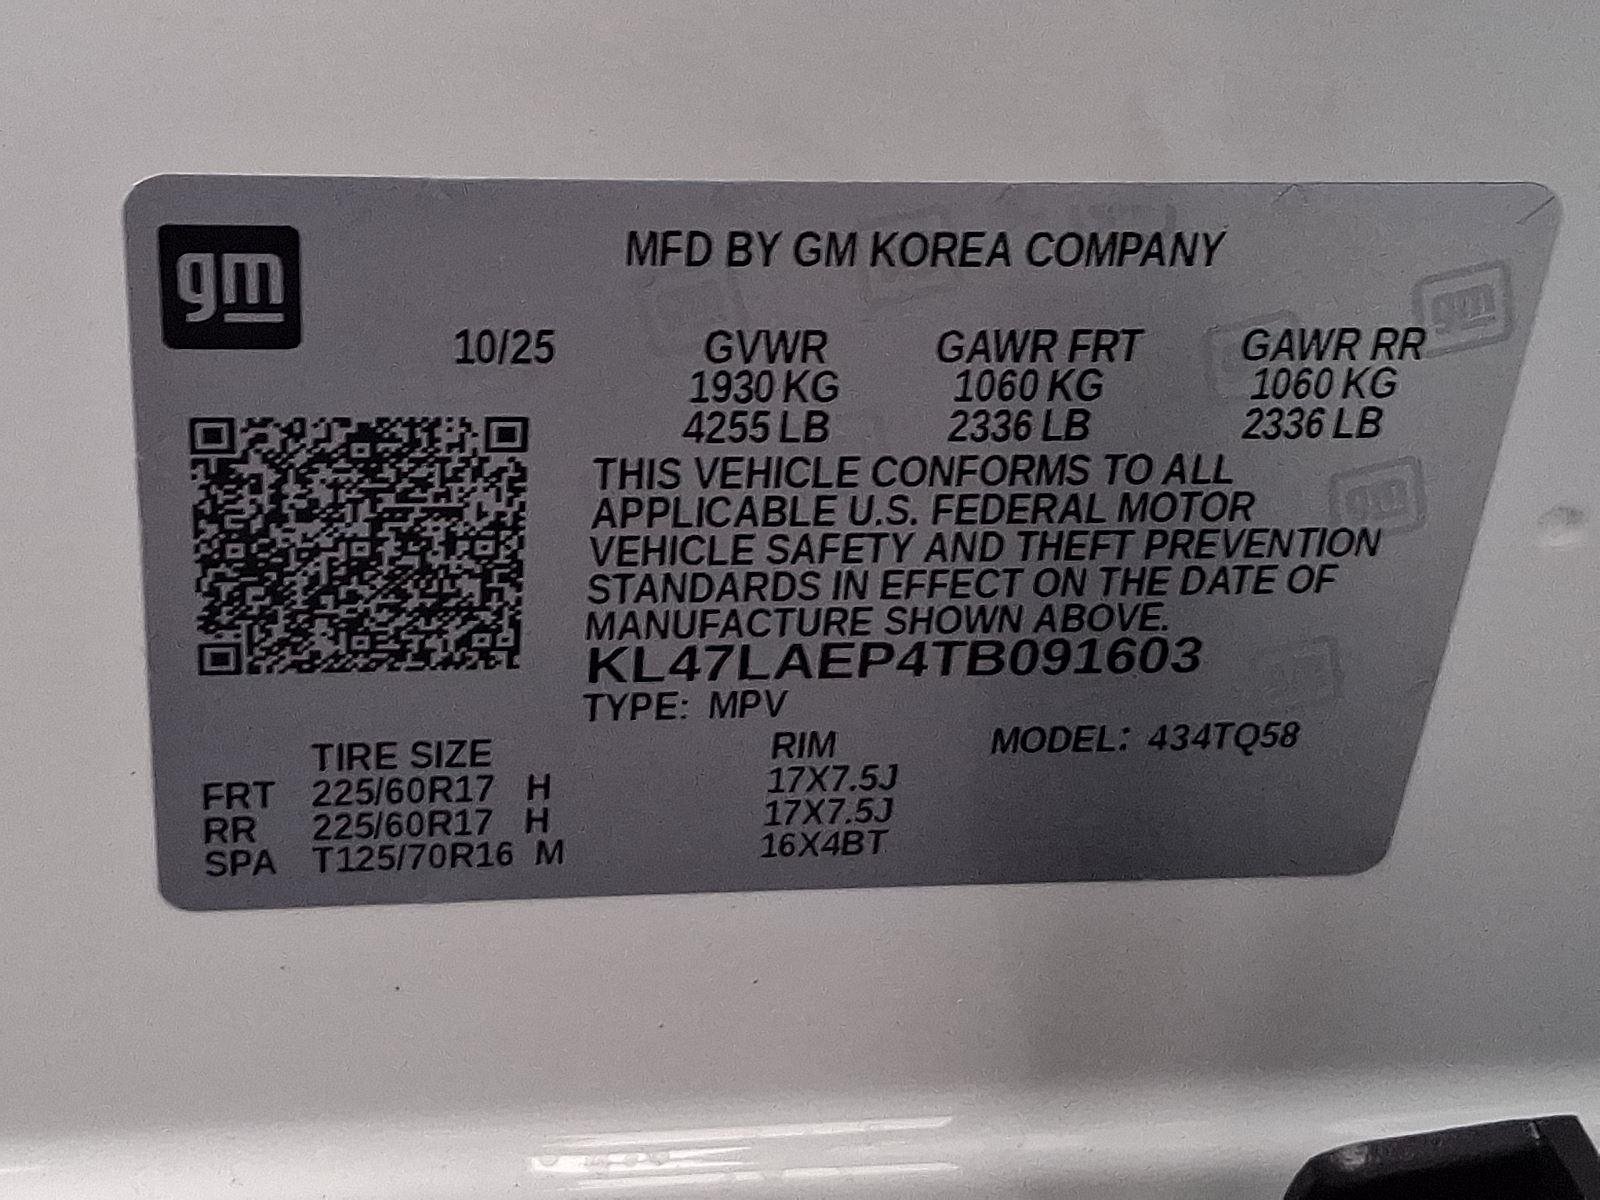 gm
MFD BY GM KOREA COMPANY
10/25 GVWR GAWR FRT GAWR RR
1930 KG 1060 KG 1060 KG
4255 LB 2336 LB 2336 LB
THIS VEHICLE CONFORMS TO ALL
APPLICABLE U.S. FEDERAL MOTOR
VEHICLE SAFETY AND THEFT PREVENTION
STANDARDS IN EFFECT ON THE DATE OF
MANUFACTURE SHOWN ABOVE.
KL47LAEP4TB091603
TYPE: MPV
TIRE SIZE RIM MODEL: 434TQ58
FRT 225/60R17 H 17X7.5J
RR 225/60R17 H 17X7.5J
SPA T125/70R16 M 16X4BT